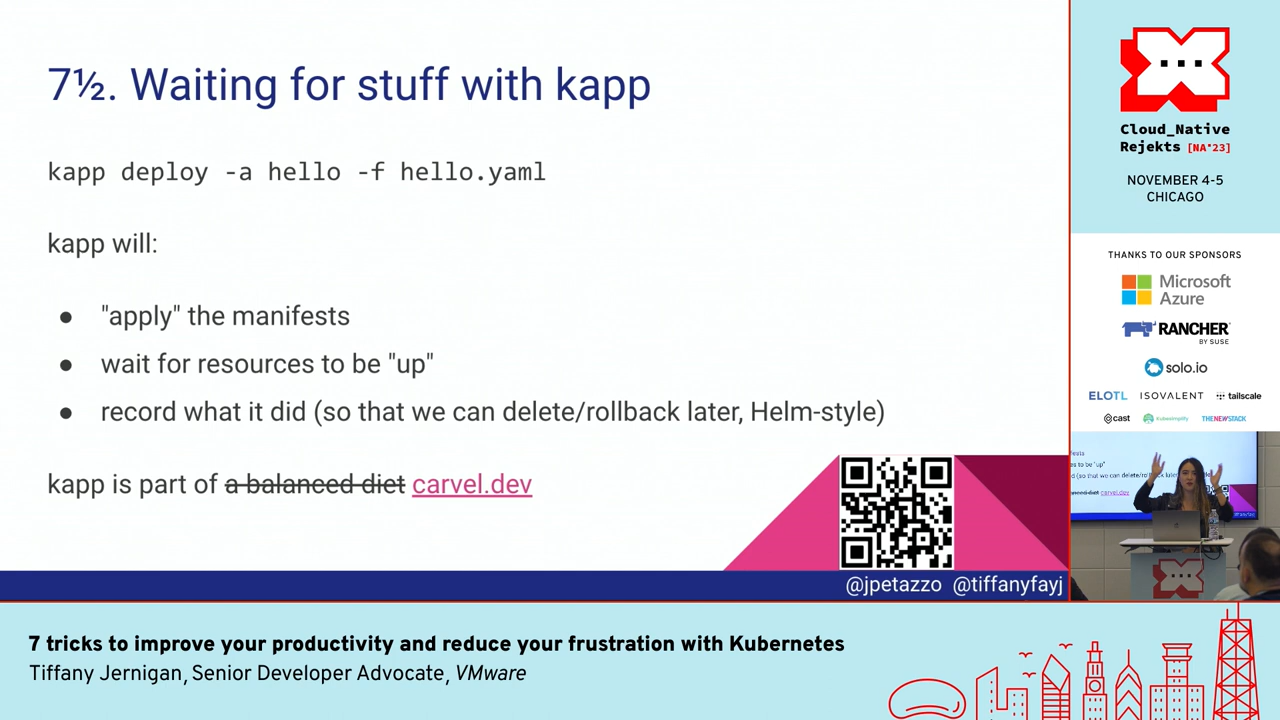 7½. Waiting for stuff with kapp
kapp deploy -a hello -f hello.yaml
kapp will:
● "apply" the manifests
● wait for resources to be "up"
● record what it did (so that we can delete/rollback later, Helm-style)
kapp is part of a balanced diet carvel.dev
@jpetazzo @tiffanyfayj
Cloud_Native
Rejekts [NA'23]
NOVEMBER 4-5
CHICAGO
THANKS TO OUR SPONSORS
Microsoft
Azure
RANCHER
BY SUSE
solo.io
ELOTL ISOVALENT tailscale
cast kubesimplify THENEWSTACK
7 tricks to improve your productivity and reduce your frustration with Kubernetes
Tiffany Jernigan, Senior Developer Advocate, VMware